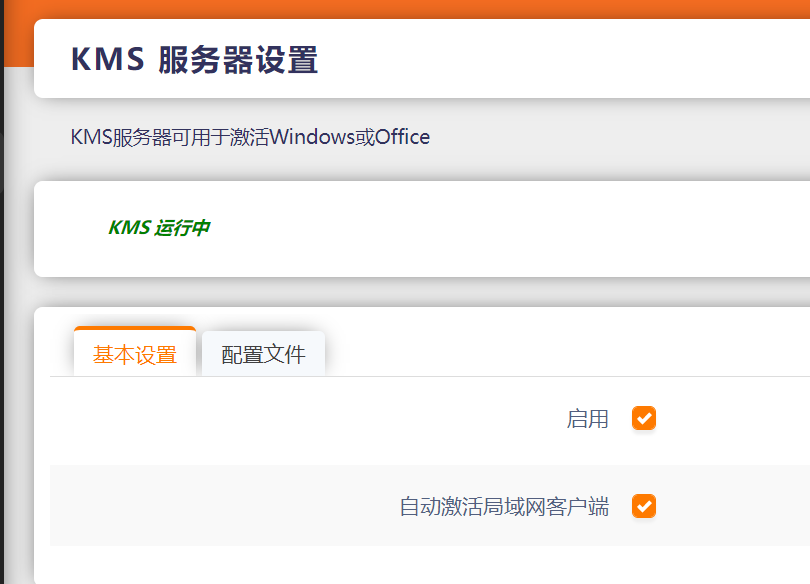 KMS 服务器设置
KMS服务器可用于激活Windows或Office
KMS 运行中
基本设置 配置文件
启用
自动激活局域网客户端